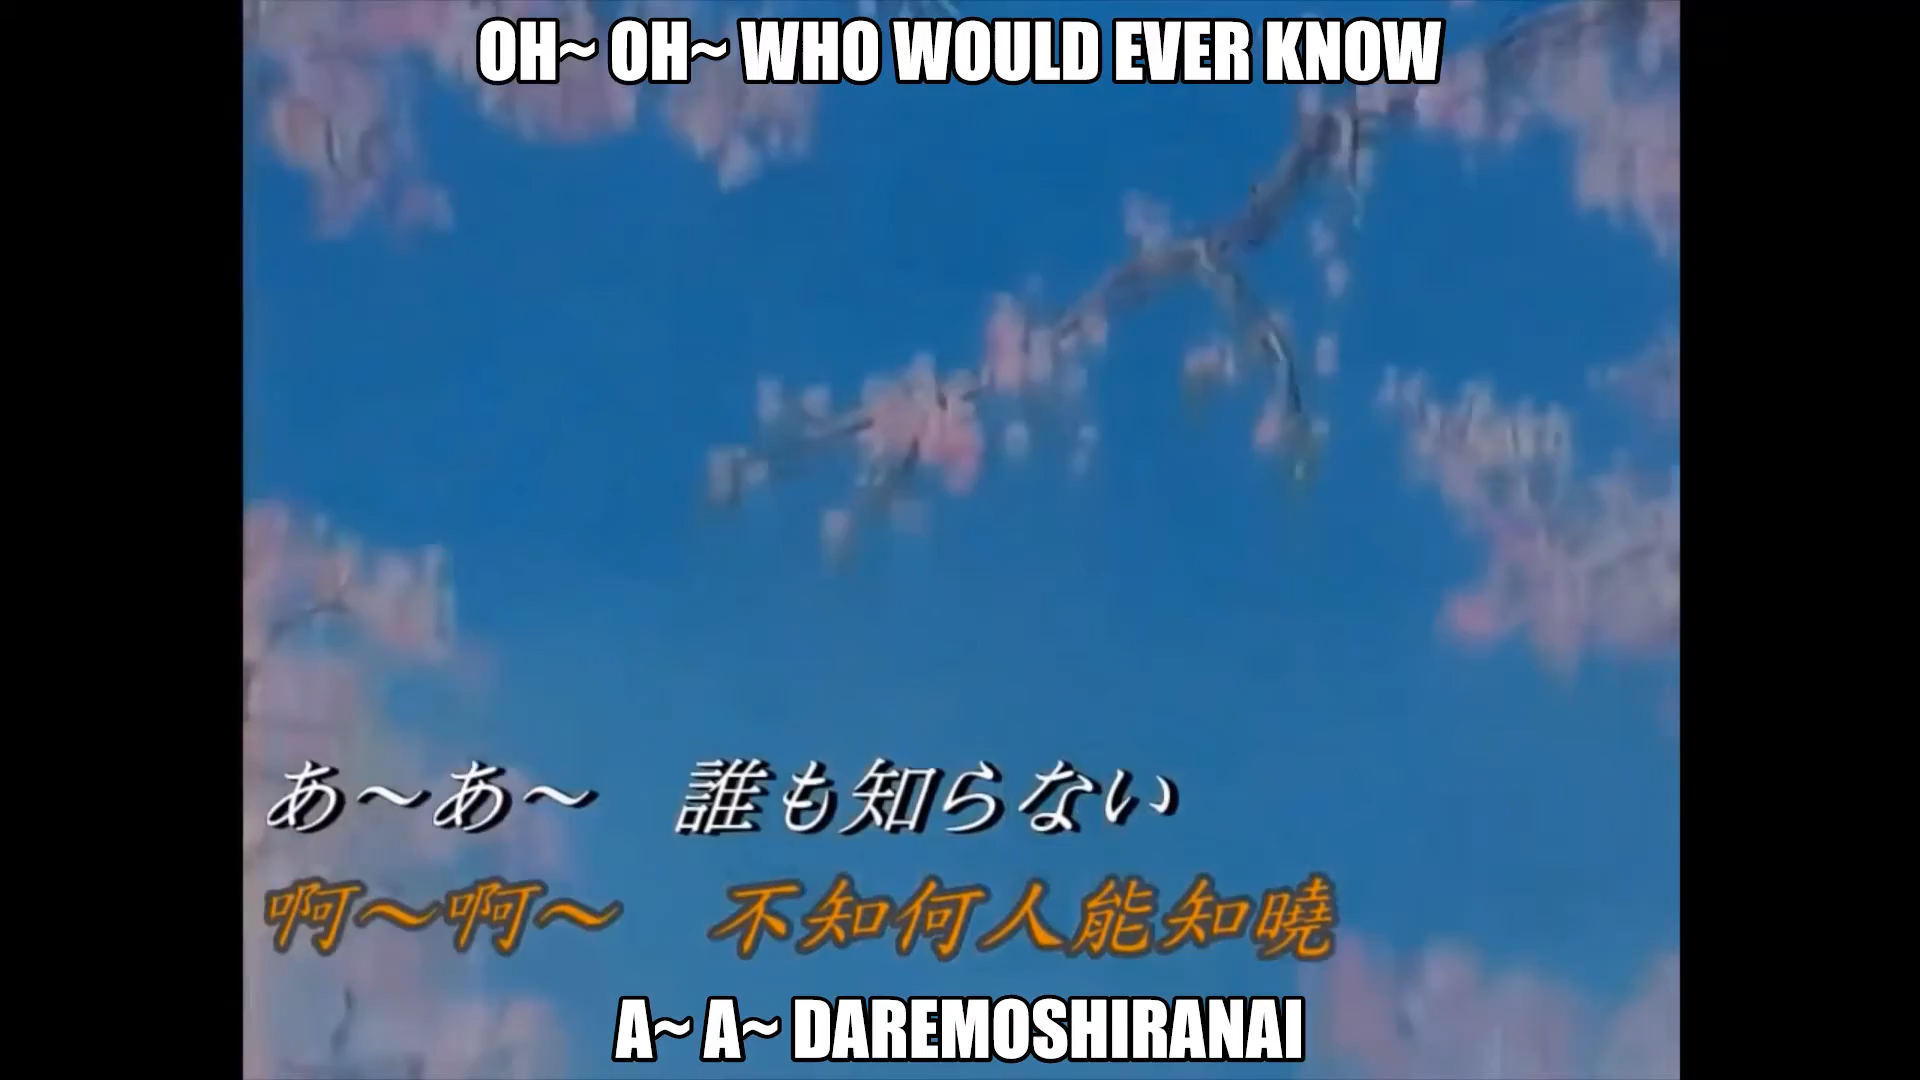 OH~ OH~ WHO WOULD EVER KNOW
あ～あ～　誰も知らない
啊～啊～　不知何人能知曉
A~ A~ DAREMOSHIRANAI